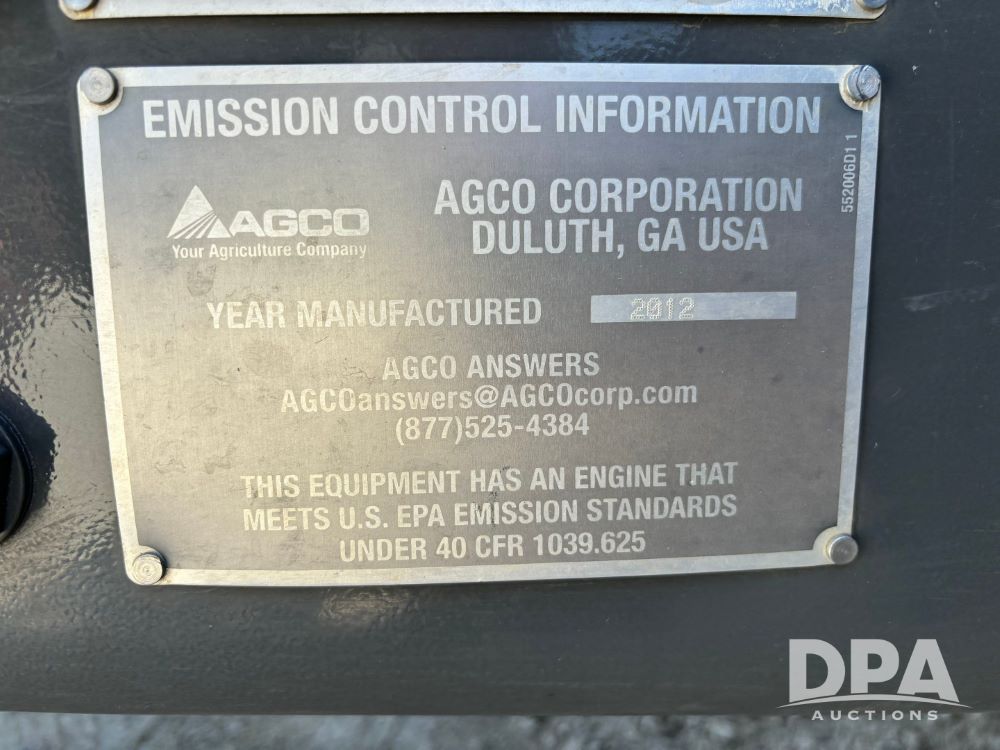 EMISSION CONTROL INFORMATION
AGCO
Your Agriculture Company
AGCO CORPORATION
DULUTH, GA USA
552006D1 1
YEAR MANUFACTURED 2012
AGCO ANSWERS
AGCOanswers@AGCOcorp.com
(877)525-4384
THIS EQUIPMENT HAS AN ENGINE THAT
MEETS U.S. EPA EMISSION STANDARDS
UNDER 40 CFR 1039.625
DPA
AUCTIONS